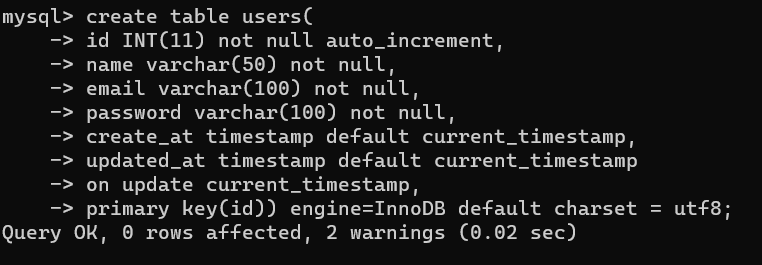 mysql> create table users(
    -> id INT(11) not null auto_increment,
    -> name varchar(50) not null,
    -> email varchar(100) not null,
    -> password varchar(100) not null,
    -> create_at timestamp default current_timestamp,
    -> updated_at timestamp default current_timestamp
    -> on update current_timestamp,
    -> primary key(id)) engine=InnoDB default charset = utf8;
Query OK, 0 rows affected, 2 warnings (0.02 sec)